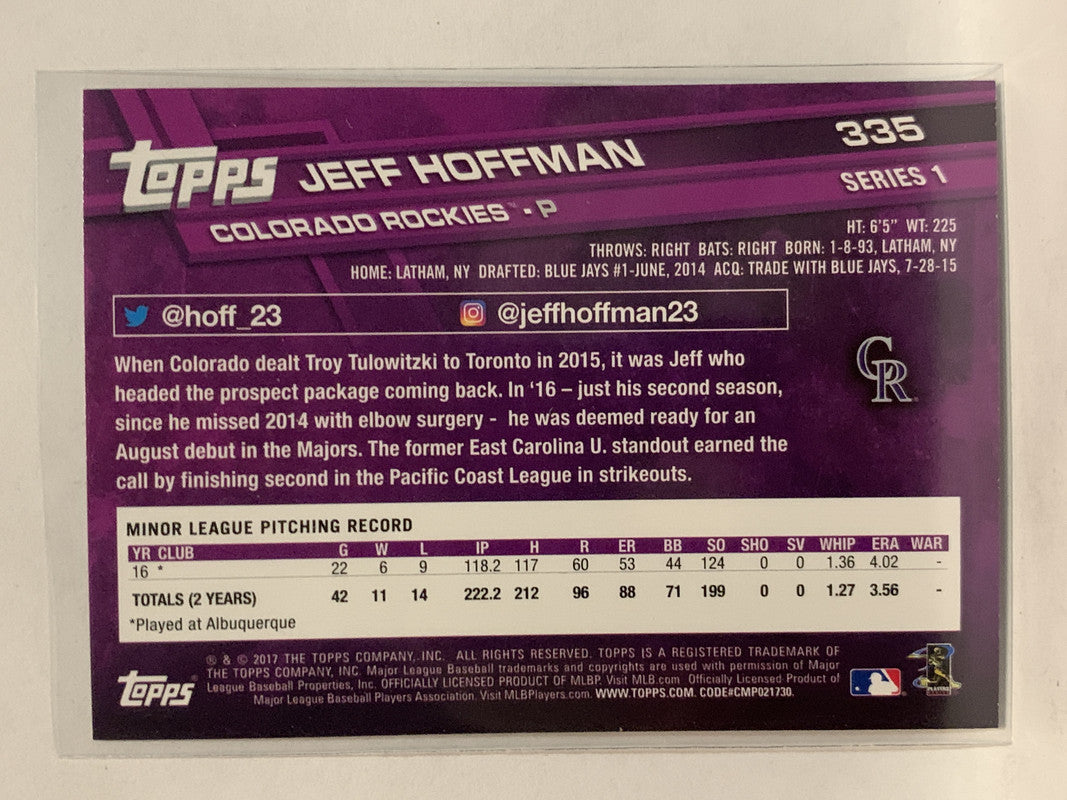 TOPPS JEFF HOFFMAN 335
COLORADO ROCKIES™ • P SERIES 1
HT: 6'5" WT: 225
THROWS: RIGHT BATS: RIGHT BORN: 1-8-93, LATHAM, NY
HOME: LATHAM, NY DRAFTED: BLUE JAYS #1-JUNE, 2014 ACQ: TRADE WITH BLUE JAYS, 7-28-15
@hoff_23 @jeffhoffman23
CR
When Colorado dealt Troy Tulowitzki to Toronto in 2015, it was Jeff who
headed the prospect package coming back. In '16 – just his second season,
since he missed 2014 with elbow surgery - he was deemed ready for an
August debut in the Majors. The former East Carolina U. standout earned the
call by finishing second in the Pacific Coast League in strikeouts.
MINOR LEAGUE PITCHING RECORD
YR CLUB G W L IP H R ER BB SO SHO SV WHIP ERA WAR
16 * 22 6 9 118.2 117 60 53 44 124 0 0 1.36 4.02 -
TOTALS (2 YEARS) 42 11 14 222.2 212 96 88 71 199 0 0 1.27 3.56 -
*Played at Albuquerque
® & © 2017 THE TOPPS COMPANY, INC. ALL RIGHTS RESERVED. TOPPS IS A REGISTERED TRADEMARK OF
THE TOPPS COMPANY, INC. Major League Baseball trademarks and copyrights are used with permission of Major
League Baseball Properties, Inc. OFFICIALLY LICENSED PRODUCT OF MLBP. Visit MLB.com Officially Licensed Product of
Major League Baseball Players Association. Visit MLBPlayers.com. WWW.TOPPS.COM. CODE#CMP021730.
TOPPS